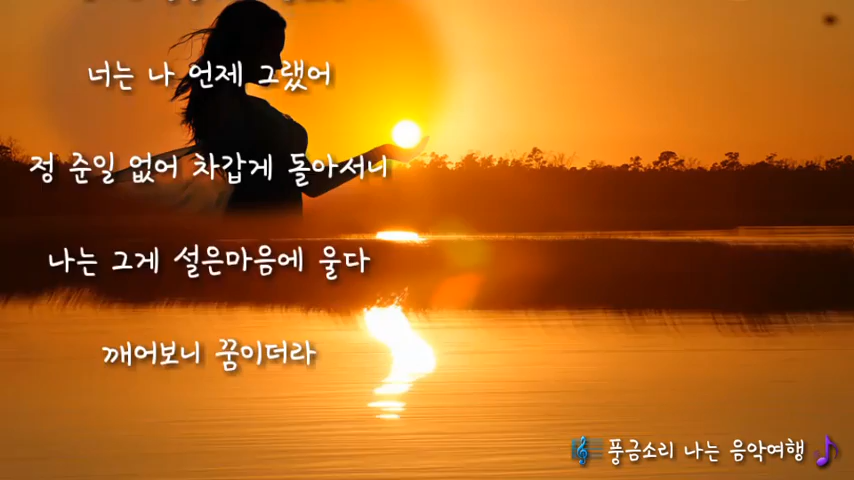 너는 나 언제 그랬어
정 준일 없어 차갑게 돌아서니
나는 그게 설은마음에 울다
깨어보니 꿈이더라
풍금소리 나는 음악여행